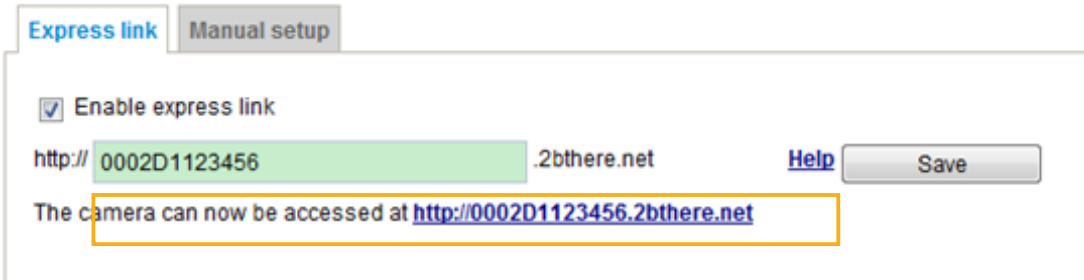 Express link Manual setup
Enable express link
http:// 0002D1123456 .2bthere.net Help Save
The camera can now be accessed at http://0002D1123456.2bthere.net